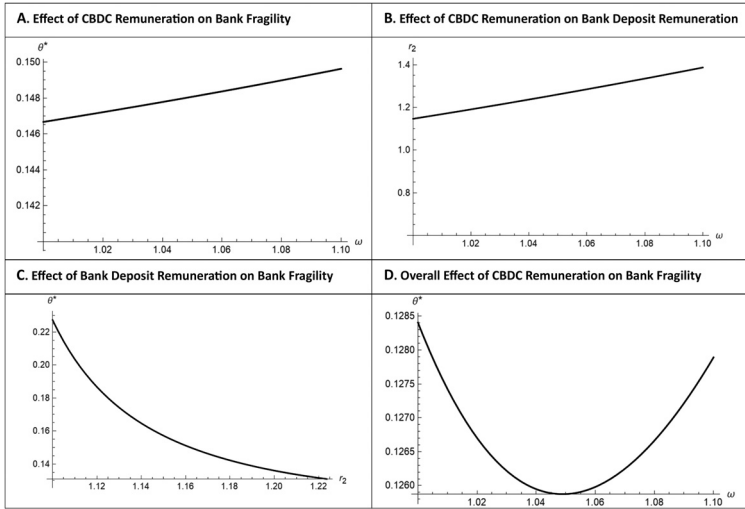 A. Effect of CBDC Remuneration on Bank Fragility
θ*
0.150
0.148
0.146
0.144
0.142
1.02 1.04 1.06 1.08 1.10 ω
B. Effect of CBDC Remuneration on Bank Deposit Remuneration
r2
1.4
1.2
1.0
0.8
1.02 1.04 1.06 1.08 1.10 ω
C. Effect of Bank Deposit Remuneration on Bank Fragility
θ*
0.22
0.20
0.18
0.16
0.14
1.12 1.14 1.16 1.18 1.20 1.22 r2
D. Overall Effect of CBDC Remuneration on Bank Fragility
θ*
0.1285
0.1280
0.1275
0.1270
0.1265
0.1260
1.02 1.04 1.06 1.08 1.10 ω